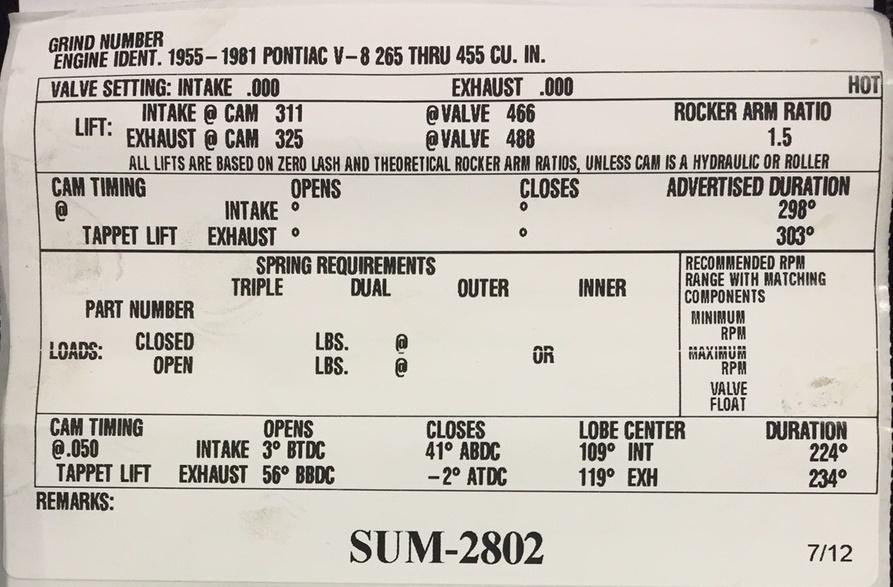 GRIND NUMBER
ENGINE IDENT. 1955-1981 PONTIAC V-8 265 THRU 455 CU. IN.
VALVE SETTING: INTAKE .000 EXHAUST .000 HOT
LIFT: INTAKE @ CAM 311 @VALVE 466 ROCKER ARM RATIO
EXHAUST @ CAM 325 @VALVE 488 1.5
ALL LIFTS ARE BASED ON ZERO LASH AND THEORETICAL ROCKER ARM RATIOS, UNLESS CAM IS A HYDRAULIC OR ROLLER
CAM TIMING OPENS CLOSES ADVERTISED DURATION
@ INTAKE ° ° 298°
TAPPET LIFT EXHAUST ° ° 303°
SPRING REQUIREMENTS
TRIPLE DUAL OUTER INNER
PART NUMBER
LOADS: CLOSED LBS. @ OR
OPEN LBS. @
RECOMMENDED RPM
RANGE WITH MATCHING
COMPONENTS
MINIMUM
RPM
MAXIMUM
RPM
VALVE
FLOAT
CAM TIMING OPENS CLOSES LOBE CENTER DURATION
@.050 INTAKE 3° BTDC 41° ABDC 109° INT 224°
TAPPET LIFT EXHAUST 56° BBDC -2° ATDC 119° EXH 234°
REMARKS:
SUM-2802
7/12